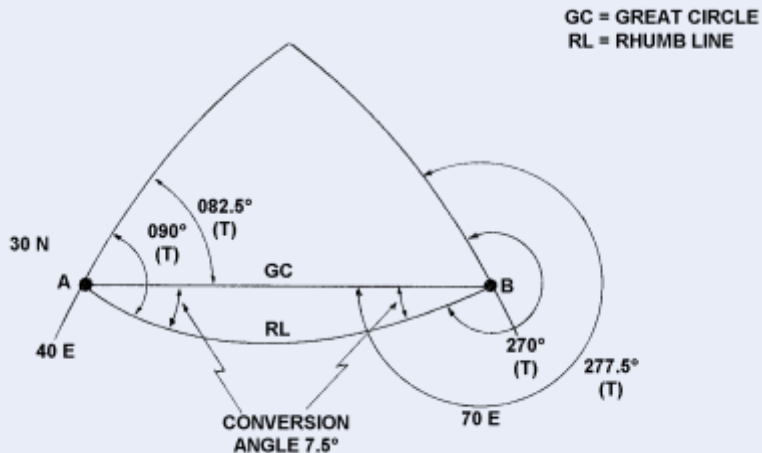 GC = GREAT CIRCLE
RL = RHUMB LINE
082.5°
(T)
090°
(T)
30 N
GC
A
B
RL
40 E
270°
(T)
277.5°
(T)
70 E
CONVERSION
ANGLE 7.5°